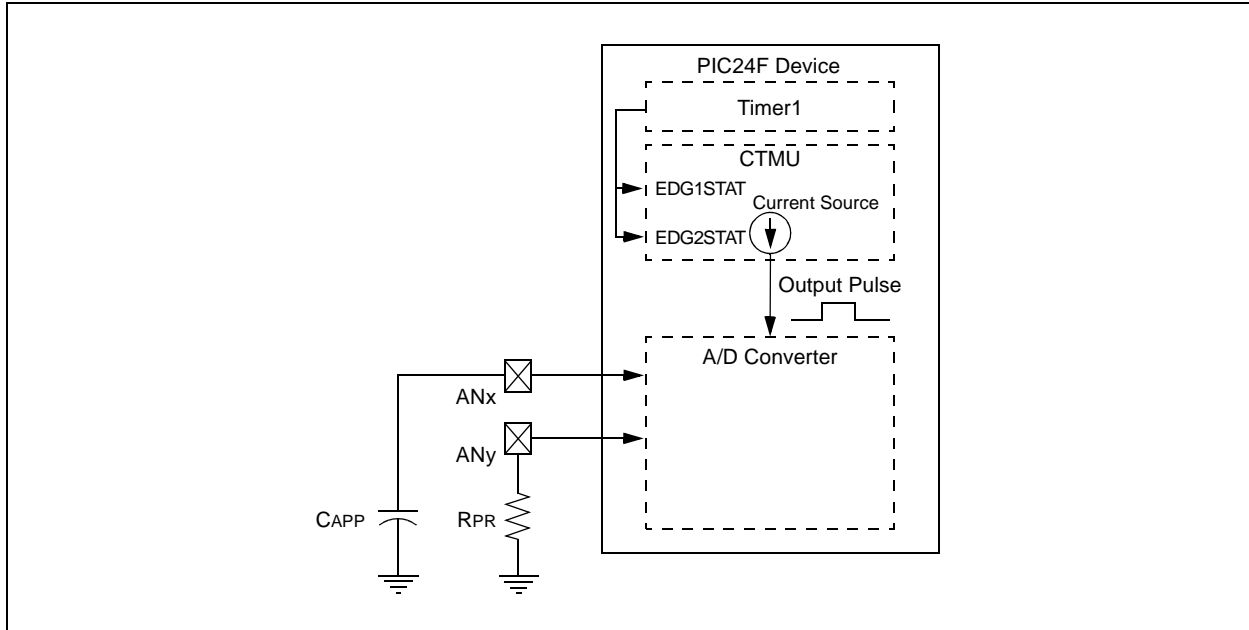 PIC24F Device
Timer1
CTMU
EDG1STAT
Current Source
EDG2STAT
Output Pulse
A/D Converter
ANx
ANy
CAPP
RPR